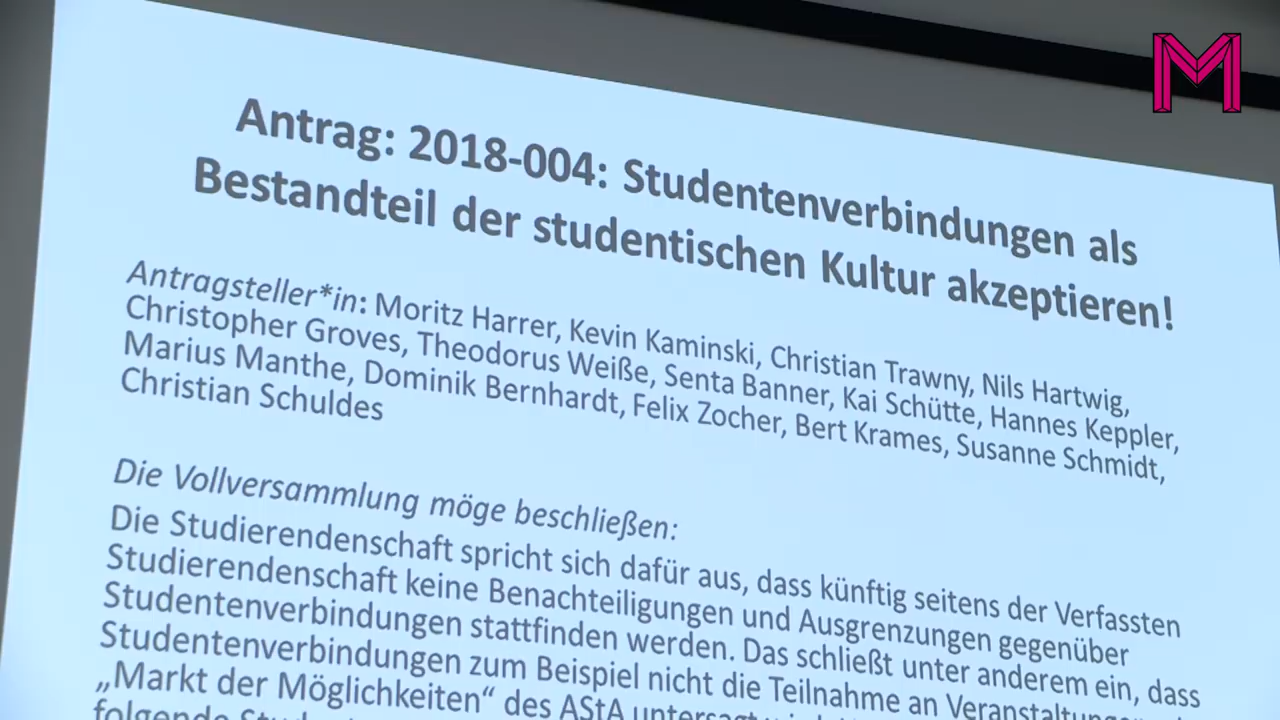 M
Antrag: 2018-004: Studentenverbindungen als
Bestandteil der studentischen Kultur akzeptieren!
Antragsteller*in: Moritz Harrer, Kevin Kaminski, Christian Trawny, Nils Hartwig,
Christopher Groves, Theodorus Weiße, Senta Banner, Kai Schütte, Hannes Keppler,
Marius Manthe, Dominik Bernhardt, Felix Zocher, Bert Krames, Susanne Schmidt,
Christian Schuldes
Die Vollversammlung möge beschließen:
Die Studierendenschaft spricht sich dafür aus, dass künftig seitens der Verfassten
Studierendenschaft keine Benachteiligungen und Ausgrenzungen gegenüber
Studentenverbindungen stattfinden werden. Das schließt unter anderem ein, dass
Studentenverbindungen zum Beispiel nicht die Teilnahme an
„Markt der Möglichkeiten“ des AStA untersagt
folgende